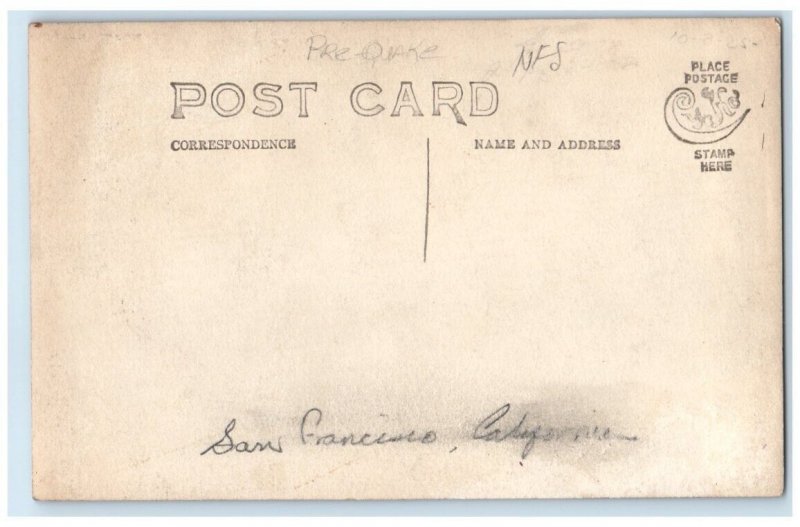 PRE-QUAKE NFS
POST CARD
PLACE
POSTAGE
STAMP
HERE
CORRESPONDENCE
NAME AND ADDRESS
San Francisco, California